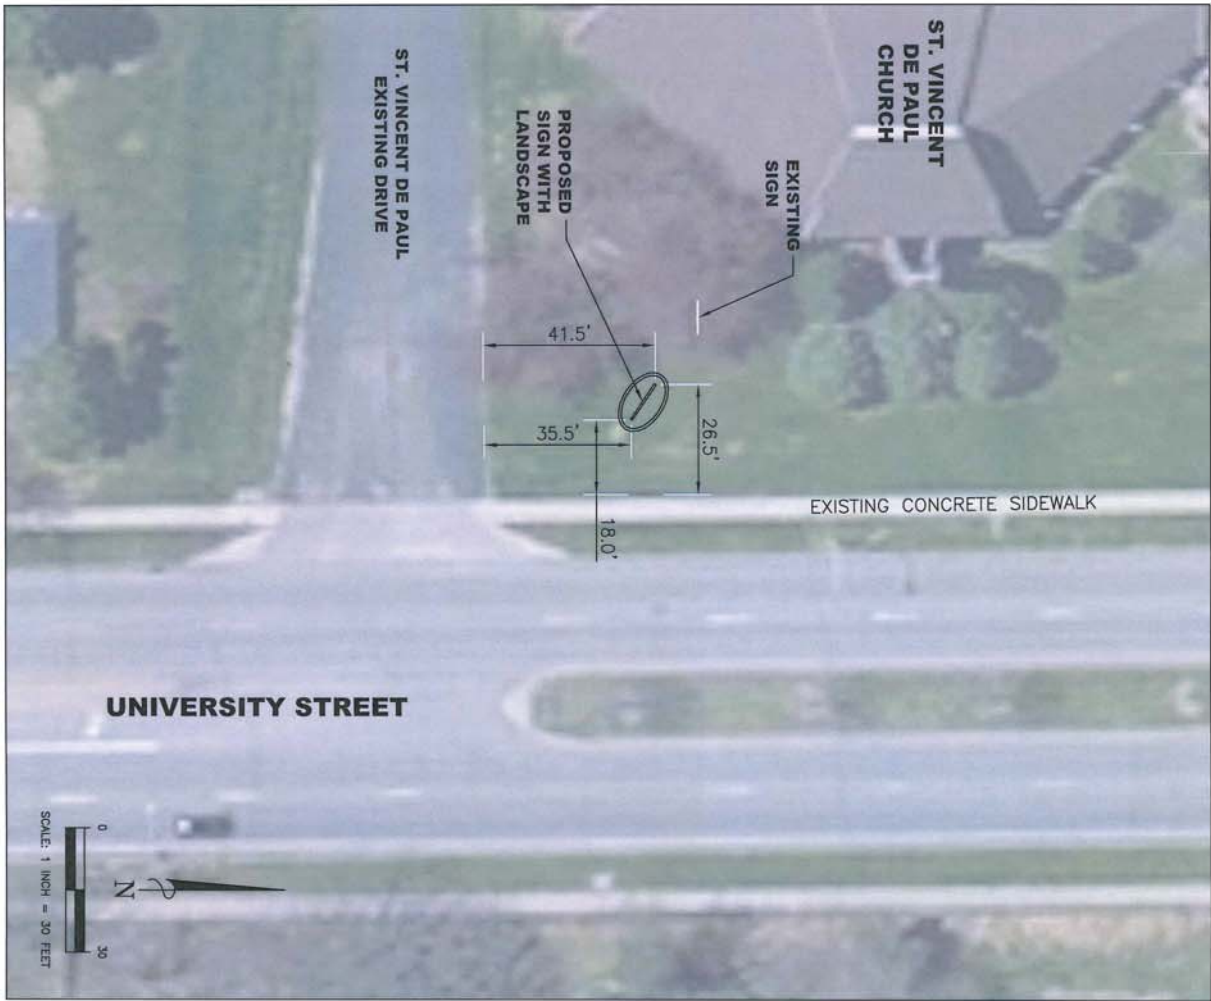 ST. VINCENT
DE PAUL
CHURCH
EXISTING
SIGN
PROPOSED
SIGN WITH
LANDSCAPE
ST. VINCENT DE PAUL
EXISTING DRIVE
41.5'
35.5'
26.5'
18.0'
EXISTING CONCRETE SIDEWALK
UNIVERSITY STREET
N
0
30
SCALE: 1 INCH = 30 FEET